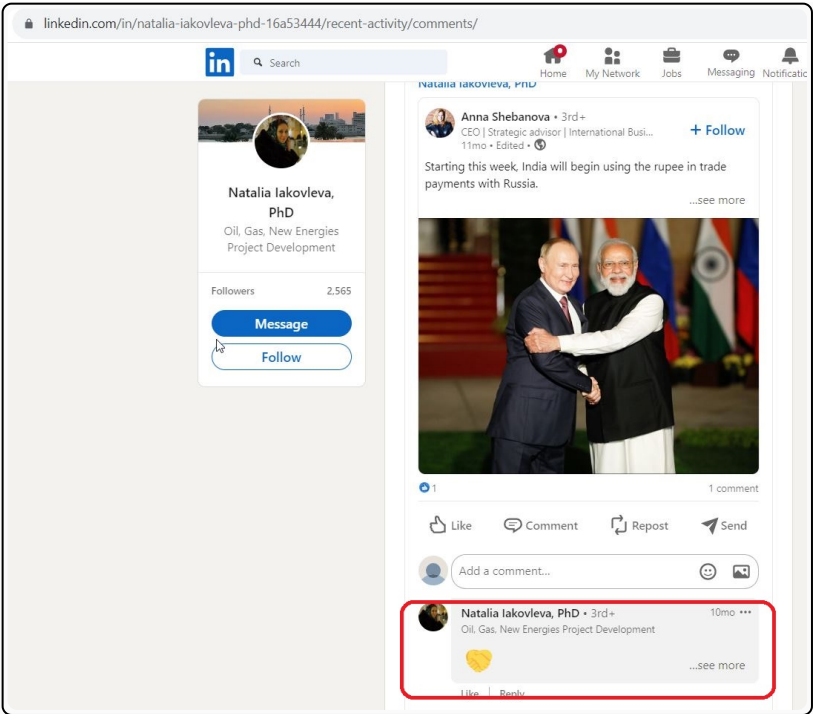 linkedin.com/in/natalia-iakovleva-phd-16a53444/recent-activity/comments/
in
Search
Home
My Network
Jobs
Messaging
Notificatic
Natalia Iakovleva, PhD
Natalia Iakovleva,
PhD
Oil, Gas, New Energies
Project Development
Followers 2,565
Message
Follow
Anna Shebanova • 3rd+
CEO | Strategic advisor | International Busi...
11mo • Edited •
+ Follow
Starting this week, India will begin using the rupee in trade
payments with Russia.
...see more
1
1 comment
Like
Comment
Repost
Send
Add a comment...
Natalia Iakovleva, PhD • 3rd+
10mo •••
Oil, Gas, New Energies Project Development
...see more
Like | Reply